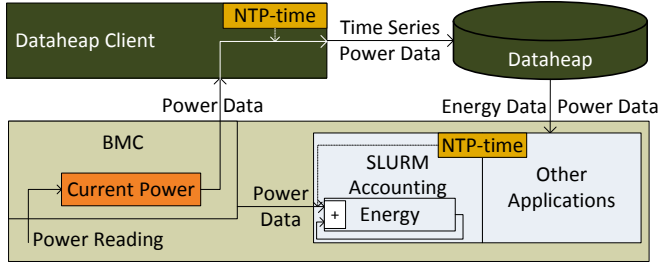 NTP-time
Dataheap Client
Time Series
Power Data
Dataheap
Power Data
Energy Data
Power Data
BMC
NTP-time
SLURM
Accounting
Other
Applications
Current Power
Power
Data
+
Energy
Power Reading